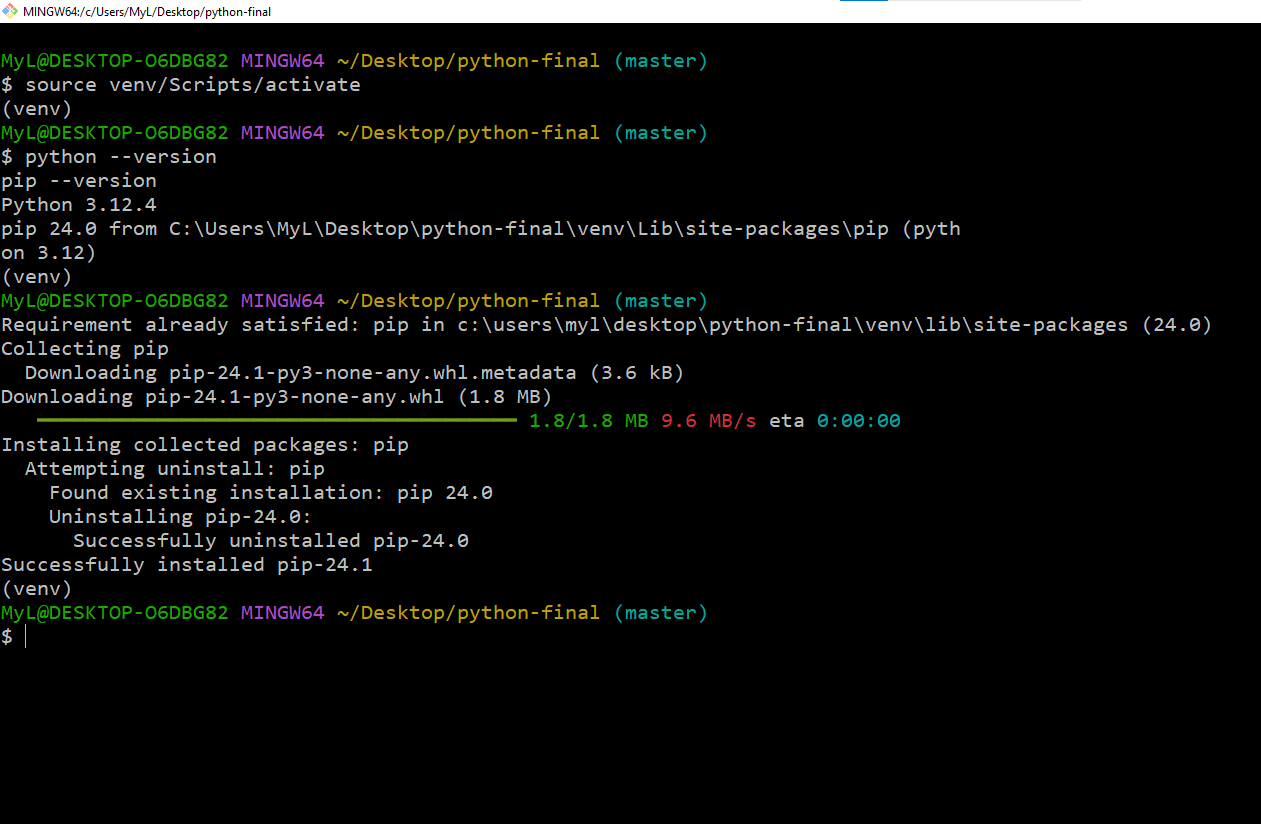 MINGW64:/c/Users/MyL/Desktop/python-final
MyL@DESKTOP-O6DBG82 MINGW64 ~/Desktop/python-final (master)
$ source venv/Scripts/activate
(venv)
MyL@DESKTOP-O6DBG82 MINGW64 ~/Desktop/python-final (master)
$ python --version
pip --version
Python 3.12.4
pip 24.0 from C:\Users\MyL\Desktop\python-final\venv\Lib\site-packages\pip (pyth
on 3.12)
(venv)
MyL@DESKTOP-O6DBG82 MINGW64 ~/Desktop/python-final (master)
Requirement already satisfied: pip in c:\users\myl\desktop\python-final\venv\lib\site-packages (24.0)
Collecting pip
  Downloading pip-24.1-py3-none-any.whl.metadata (3.6 kB)
Downloading pip-24.1-py3-none-any.whl (1.8 MB)
1.8/1.8 MB 9.6 MB/s eta 0:00:00
Installing collected packages: pip
  Attempting uninstall: pip
    Found existing installation: pip 24.0
    Uninstalling pip-24.0:
      Successfully uninstalled pip-24.0
Successfully installed pip-24.1
(venv)
MyL@DESKTOP-O6DBG82 MINGW64 ~/Desktop/python-final (master)
$